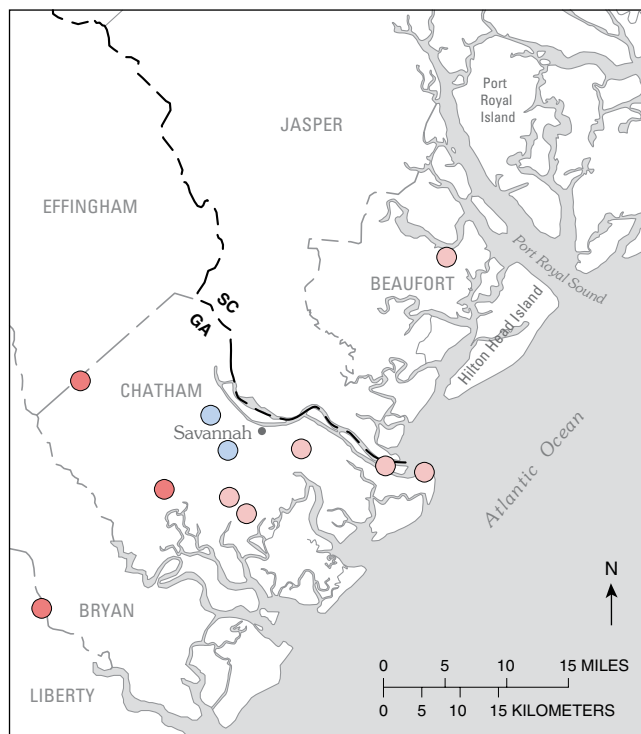 Port
Royal
Island
JASPER
EFFINGHAM
Port Royal Sound
BEAUFORT
SC
GA
Hilton Head Island
CHATHAM
Savannah
Atlantic Ocean
N
BRYAN
0 5 10 15 MILES
LIBERTY
0 5 10 15 KILOMETERS